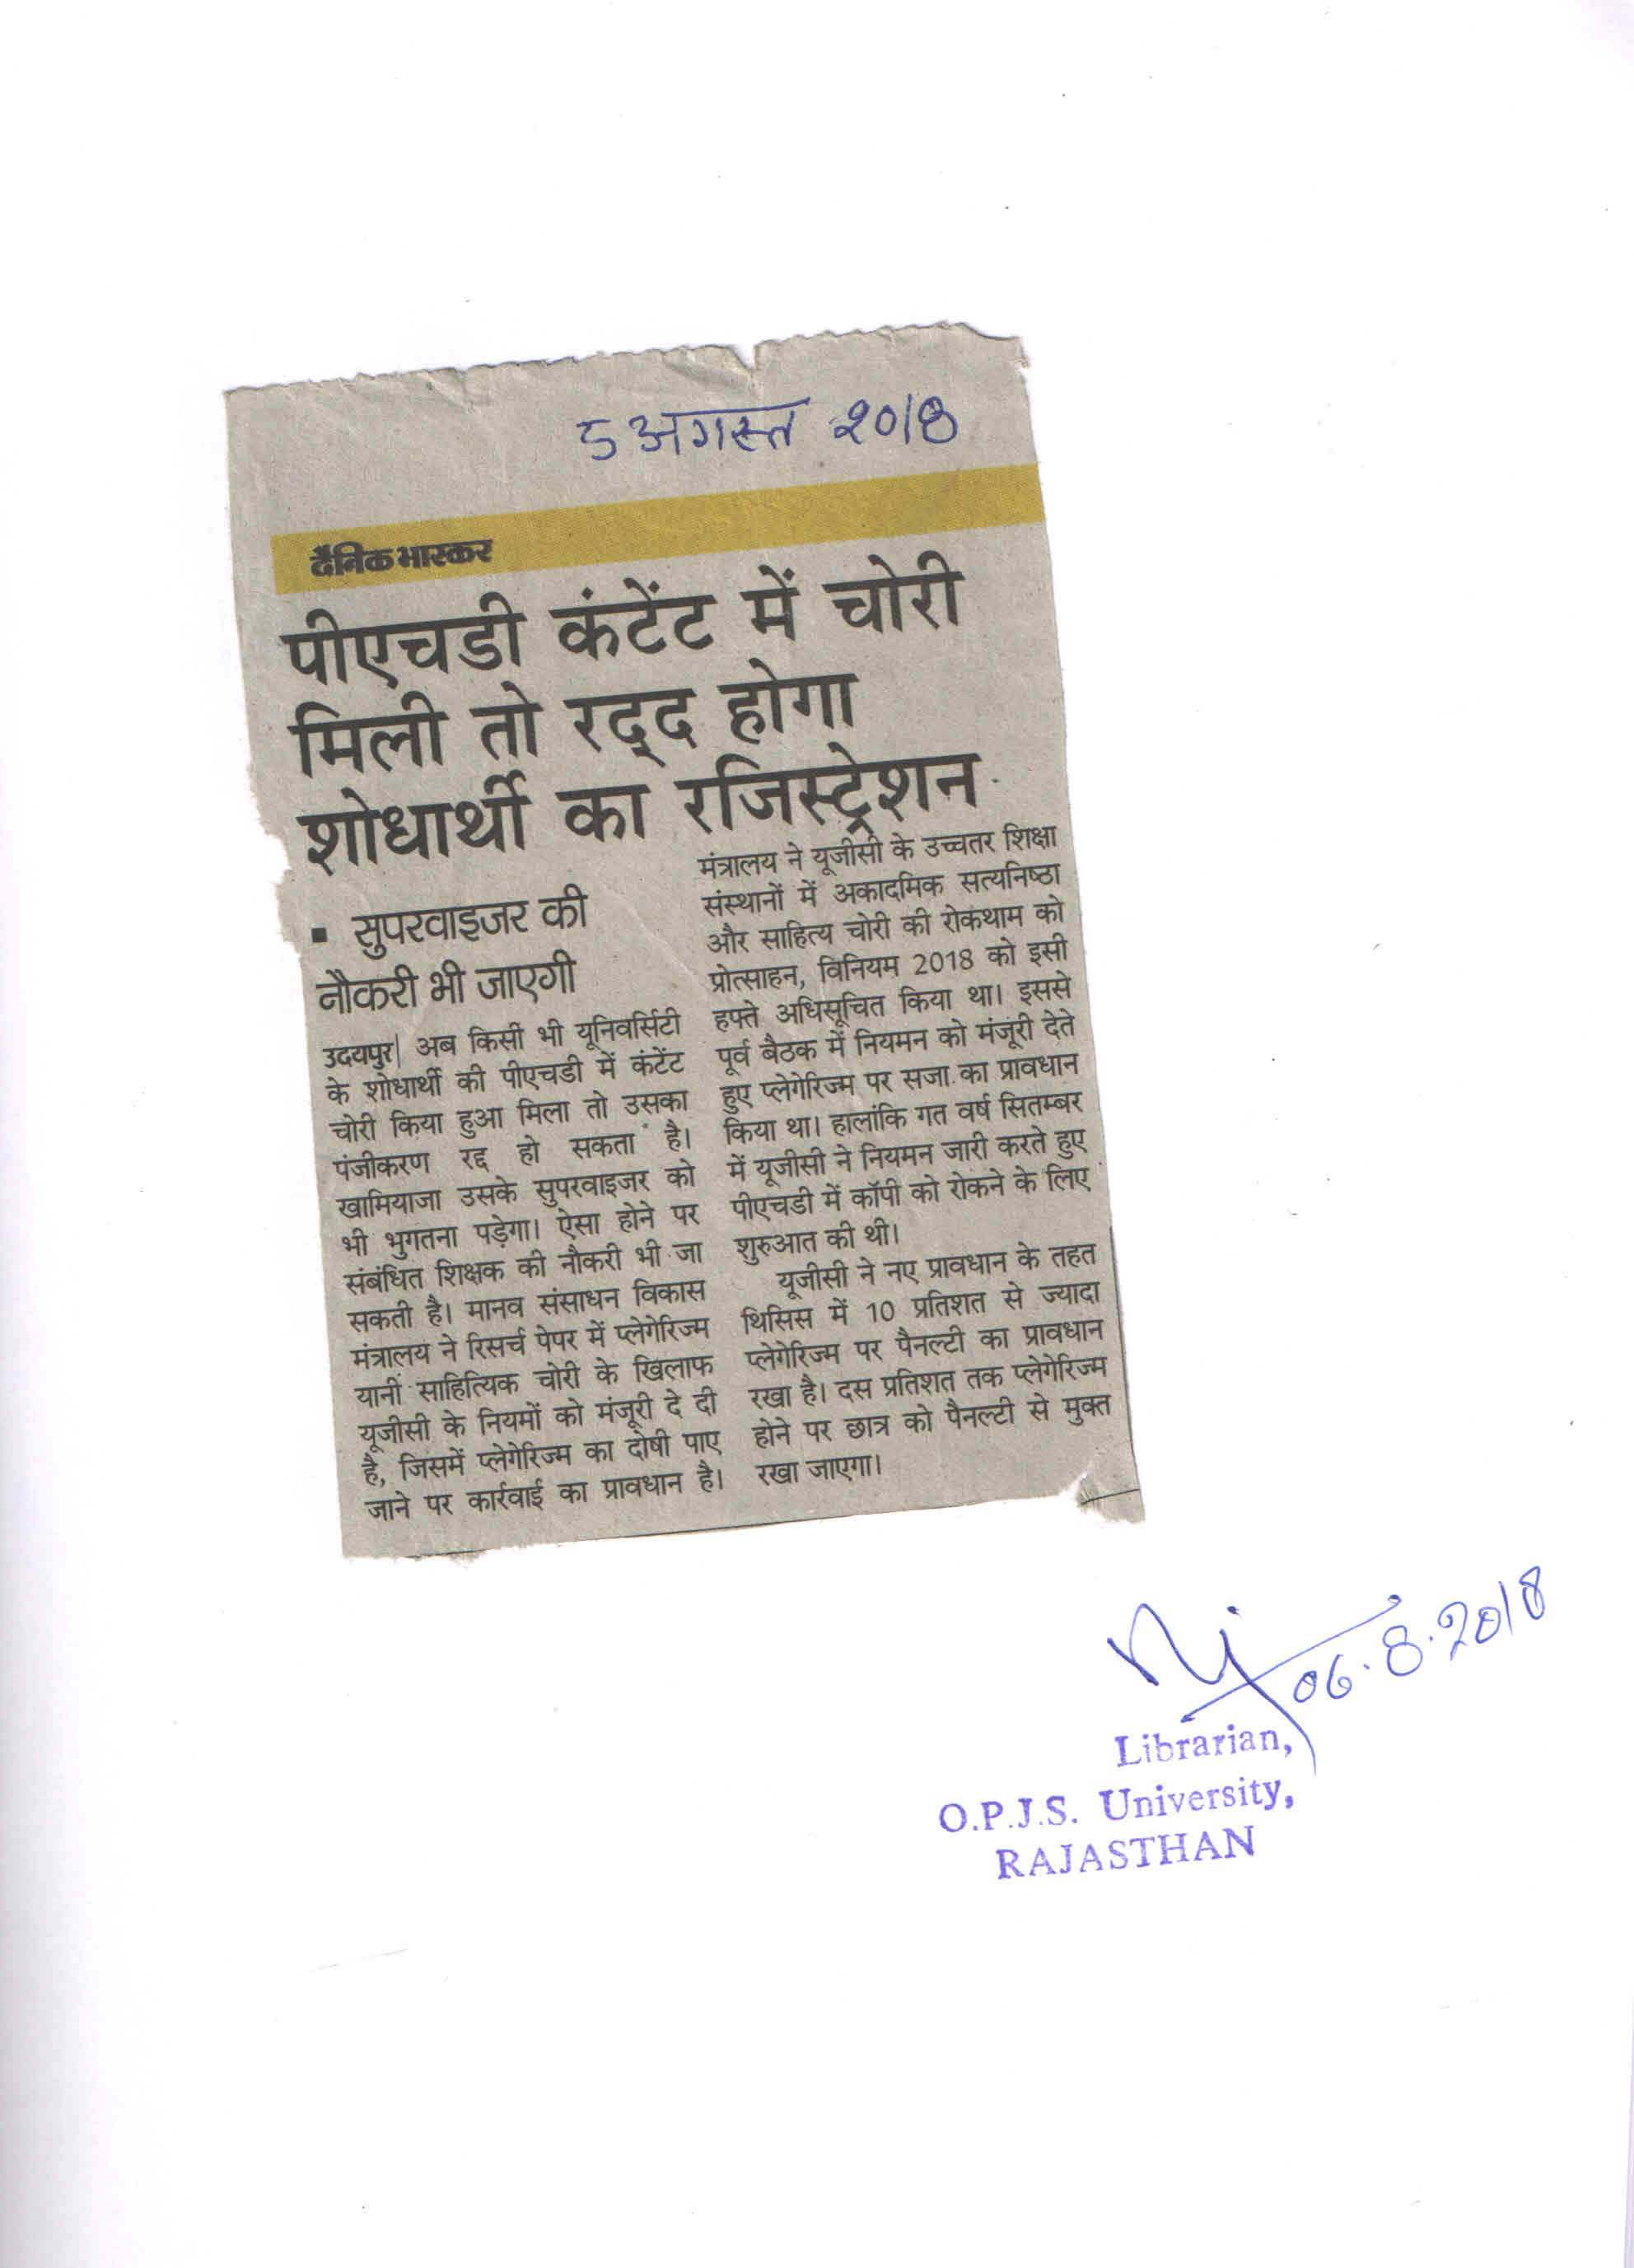 5 अगस्त २०18
दैनिक भास्कर
पीएचडी कंटेंट में चोरी
मिली तो रद्द होगा
शोधार्थी का रजिस्ट्रेशन
▪ सुपरवाइजर की
नौकरी भी जाएगी
उदयपुर| अब किसी भी यूनिवर्सिटी
के शोधार्थी की पीएचडी में कंटेंट
चोरी किया हुआ मिला तो उसका
पंजीकरण रद्द हो सकता है।
खामियाजा उसके सुपरवाइजर को
भी भुगतना पड़ेगा। ऐसा होने पर
संबंधित शिक्षक की नौकरी भी जा
सकती है। मानव संसाधन विकास
मंत्रालय ने रिसर्च पेपर में प्लेगेरिज्म
यानी साहित्यिक चोरी के खिलाफ
यूजीसी के नियमों को मंजूरी दे दी
है, जिसमें प्लेगेरिज्म का दोषी पाए
जाने पर कार्रवाई का प्रावधान है।
मंत्रालय ने यूजीसी के उच्चतर शिक्षा
संस्थानों में अकादमिक सत्यनिष्ठा
और साहित्य चोरी की रोकथाम को
प्रोत्साहन, विनियम 2018 को इसी
हफ्ते अधिसूचित किया था। इससे
पूर्व बैठक में नियमन को मंजूरी देते
हुए प्लेगेरिज्म पर सजा का प्रावधान
किया था। हालांकि गत वर्ष सितम्बर
में यूजीसी ने नियमन जारी करते हुए
पीएचडी में कॉपी को रोकने के लिए
शुरुआत की थी।
यूजीसी ने नए प्रावधान के तहत
थिसिस में 10 प्रतिशत से ज्यादा
प्लेगेरिज्म पर पैनल्टी का प्रावधान
रखा है। दस प्रतिशत तक प्लेगेरिज्म
होने पर छात्र को पैनल्टी से मुक्त
रखा जाएगा।
06.8.2018
Librarian,
O.P.J.S. University,
RAJASTHAN